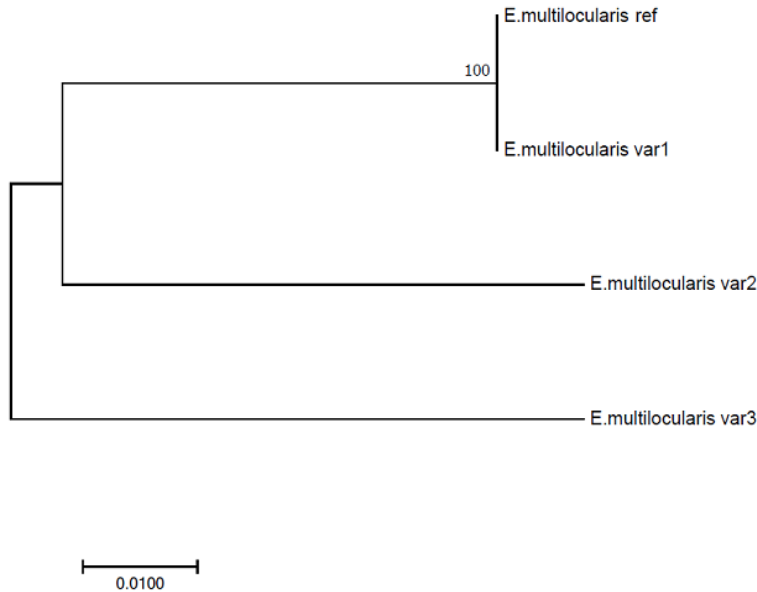 E.multilocularis ref
100
E.multilocularis var1
E.multilocularis var2
E.multilocularis var3
0.0100